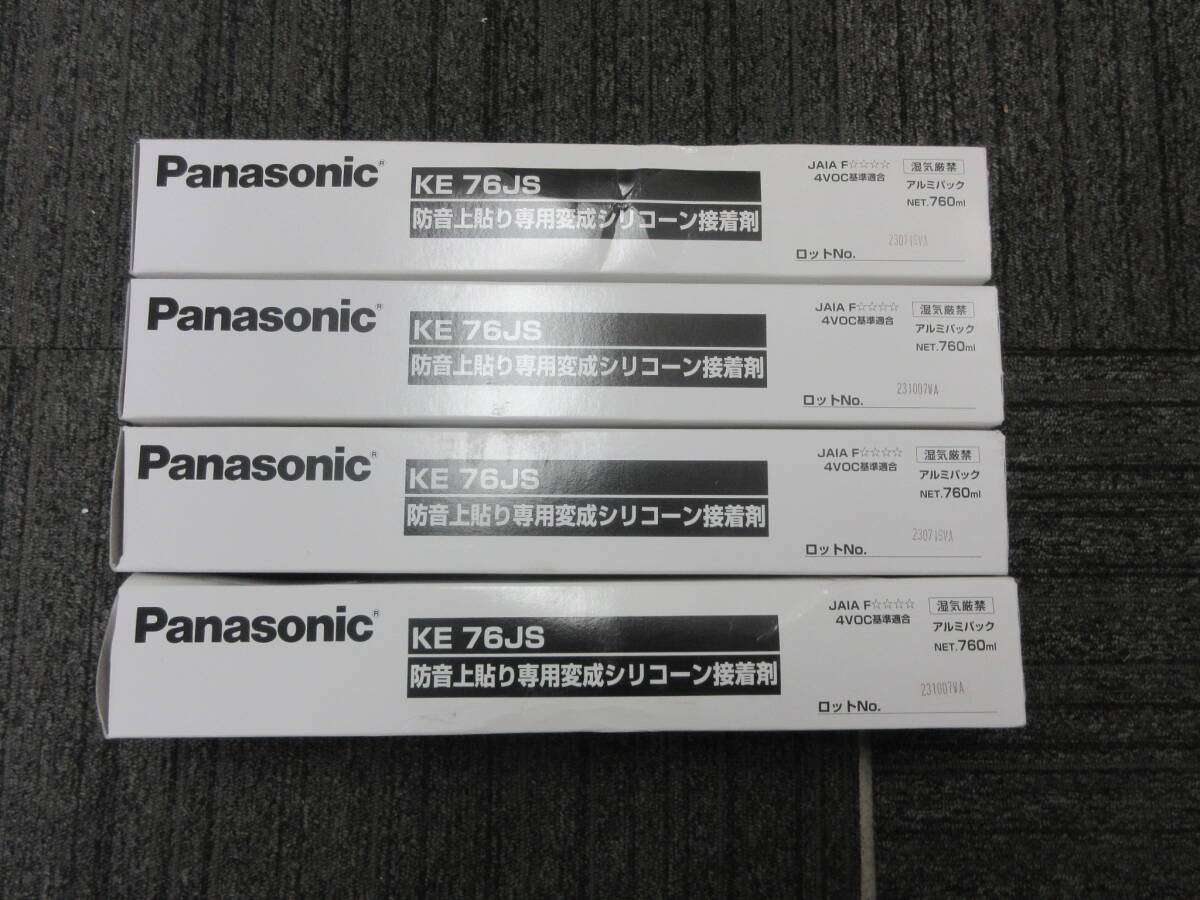 Panasonic®
KE 76JS
防音上貼り専用変成シリコーン接着剤
JAIA F☆☆☆☆
4VOC基準適合
湿気厳禁
アルミパック
NET.760ml
ロットNo. 23071SVA
Panasonic®
KE 76JS
防音上貼り専用変成シリコーン接着剤
JAIA F☆☆☆☆
4VOC基準適合
湿気厳禁
アルミパック
NET.760ml
ロットNo. 231007WA
Panasonic®
KE 76JS
防音上貼り専用変成シリコーン接着剤
JAIA F☆☆☆☆
4VOC基準適合
湿気厳禁
アルミパック
NET.760ml
ロットNo. 23071SVA
Panasonic®
KE 76JS
防音上貼り専用変成シリコーン接着剤
JAIA F☆☆☆☆
4VOC基準適合
湿気厳禁
アルミパック
NET.760ml
ロットNo. 231007WA